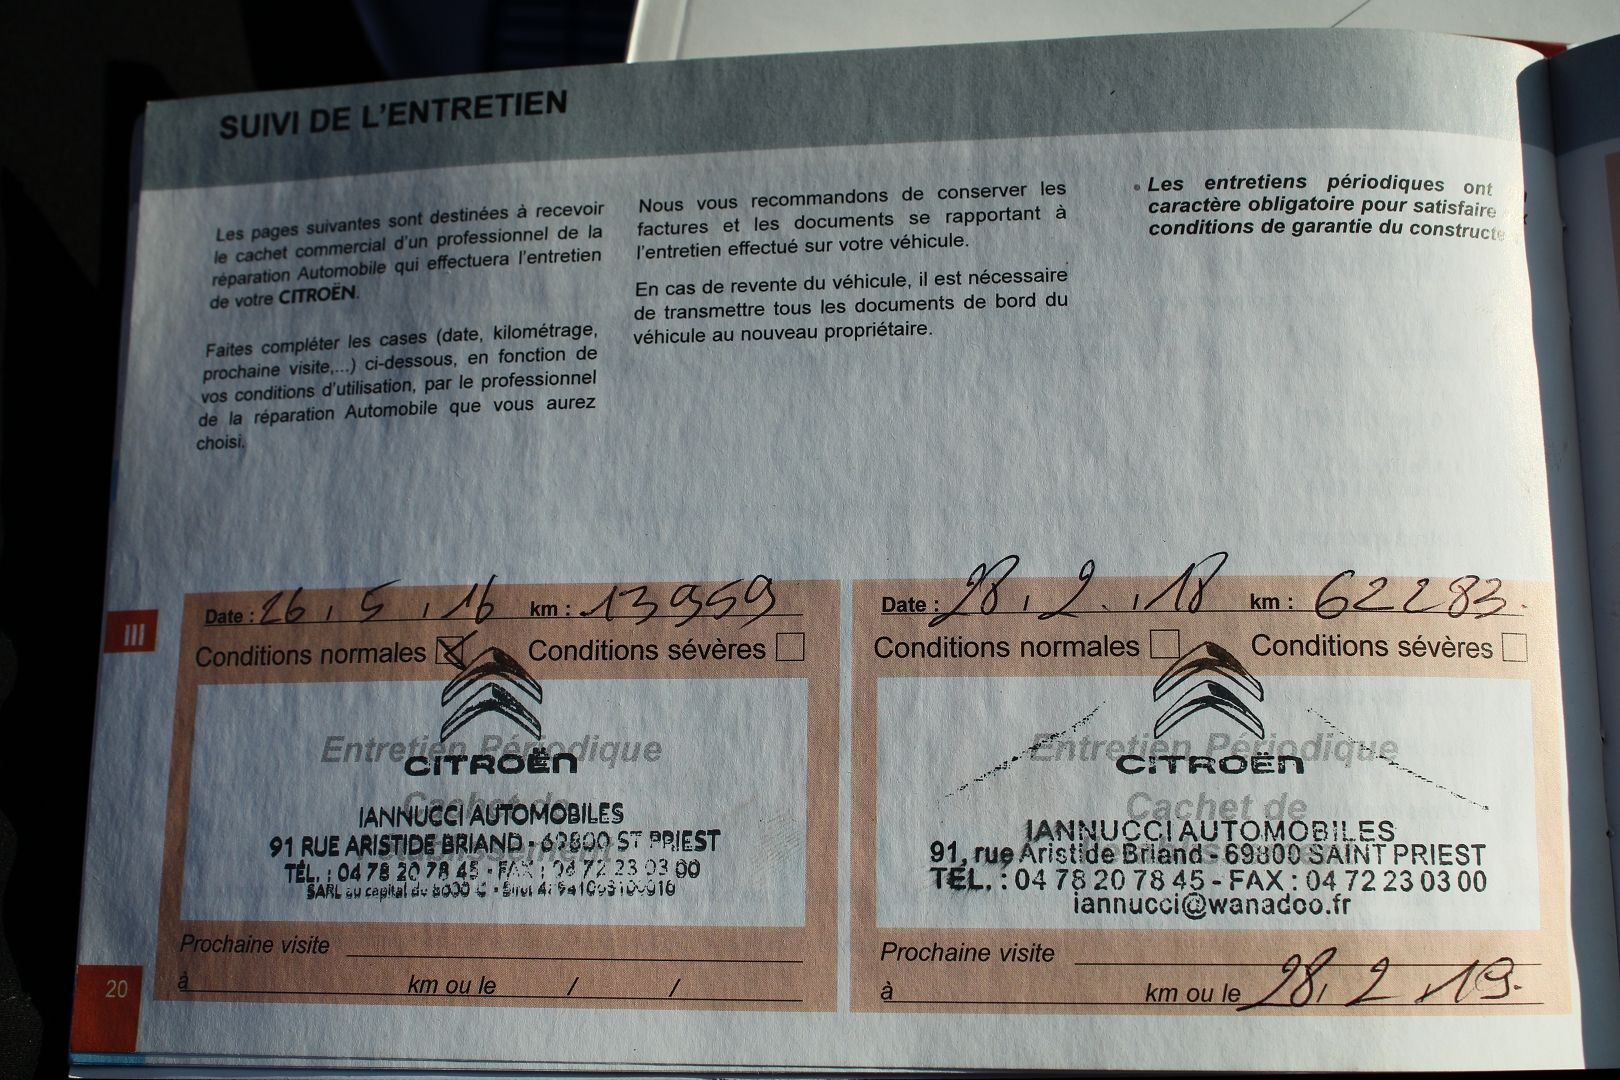 SUIVI DE L'ENTRETIEN
Les pages suivantes sont destinées à recevoir
le cachet commercial d'un professionnel de la
réparation Automobile qui effectuera l'entretien
de votre CITROËN.
Faites compléter les cases (date, kilométrage,
prochaine visite,...) ci-dessous, en fonction de
vos conditions d'utilisation, par le professionnel
de la réparation Automobile que vous aurez
choisi.
Nous vous recommandons de conserver les
factures et les documents se rapportant à
l'entretien effectué sur votre véhicule.
En cas de revente du véhicule, il est nécessaire
de transmettre tous les documents de bord du
véhicule au nouveau propriétaire.
• Les entretiens périodiques ont
caractère obligatoire pour satisfaire
conditions de garantie du construct
III
Date : 26 / 5 / 16 km : 13959
Conditions normales Conditions sévères
Entretien Périodique
CITROËN
Cachet de
IANNUCCI AUTOMOBILES
91 RUE ARISTIDE BRIAND - 69800 ST PRIEST
TÉL. : 04 78 20 78 45 - FAX : 04 72 23 03 00
SARL au capital de 8000 €
Prochaine visite
à km ou le / /
Date : 28 / 2 / 18 km : 62283
Conditions normales Conditions sévères
Entretien Périodique
CITROËN
Cachet de
IANNUCCI AUTOMOBILES
91, rue Aristide Briand - 69800 SAINT PRIEST
TÉL. : 04 78 20 78 45 - FAX : 04 72 23 03 00
iannucci@wanadoo.fr
Prochaine visite
à km ou le 28 / 2 / 19
20